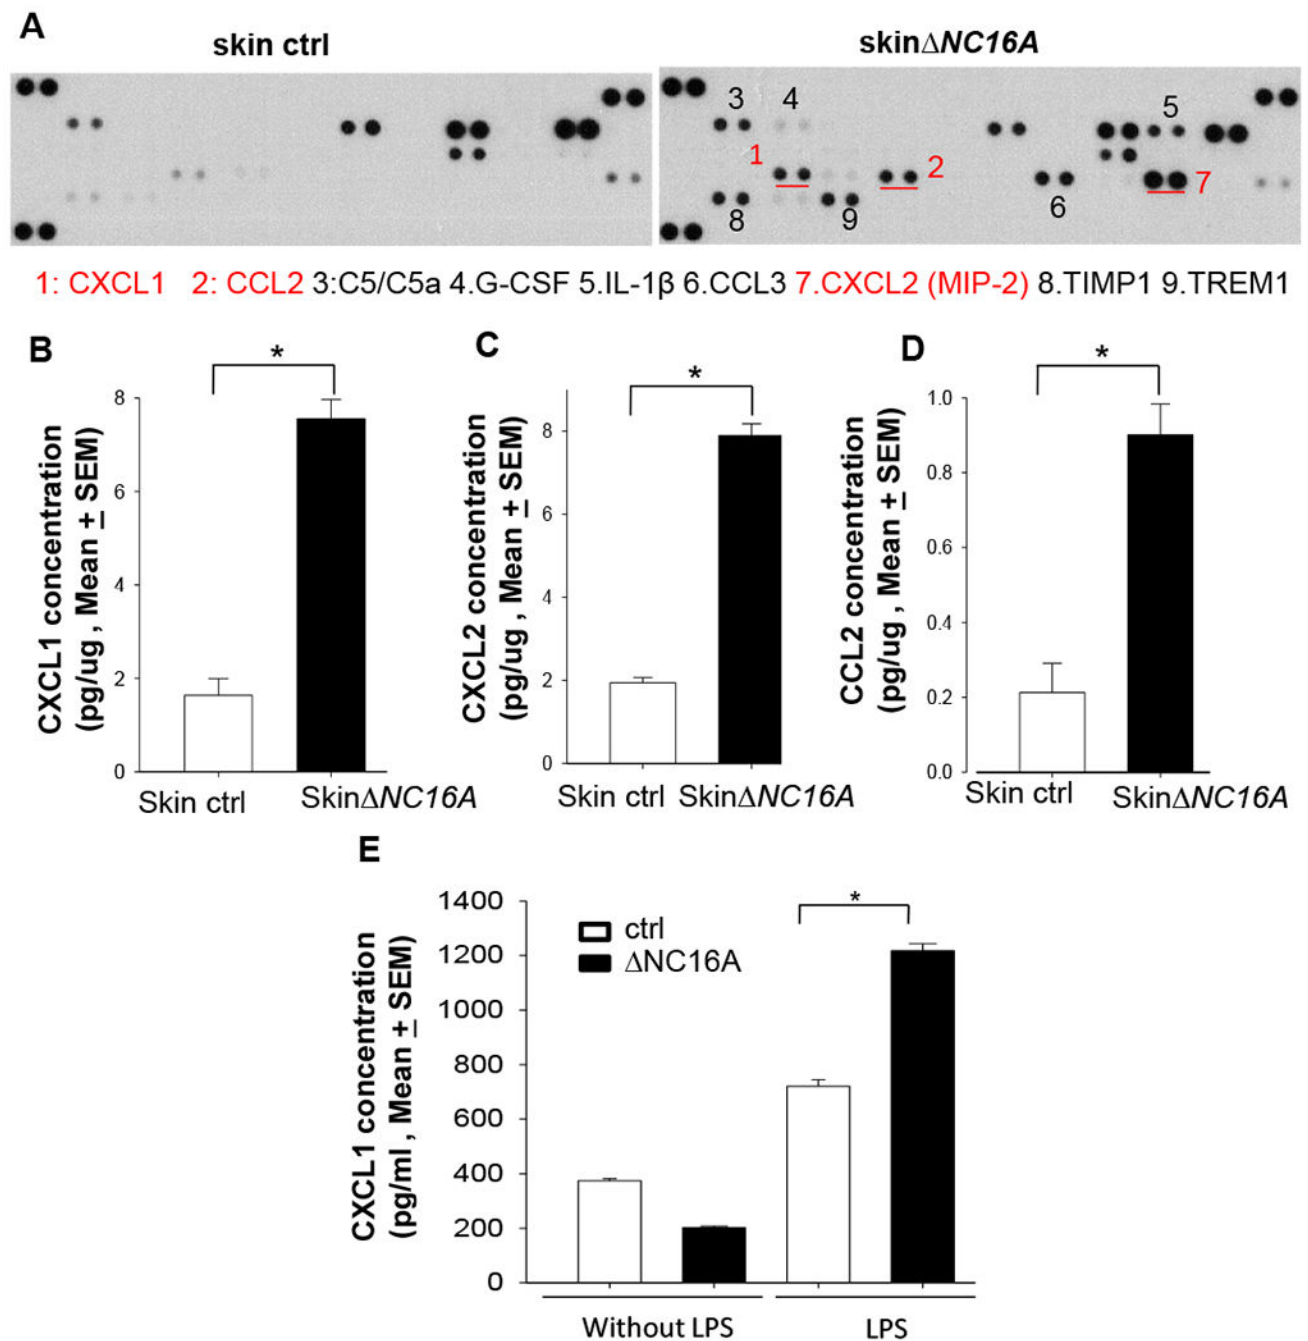 A
skin ctrl
skinΔNC16A
3
4
5
1
2
7
6
8
9
1: CXCL1 2: CCL2 3:C5/C5a 4.G-CSF 5.IL-1β 6.CCL3 7.CXCL2 (MIP-2) 8.TIMP1 9.TREM1
B
*
CXCL1 concentration
(pg/ug , Mean ± SEM)
8
6
4
2
0
Skin ctrl
SkinΔNC16A
C
*
CXCL2 concentration
(pg/ug , Mean ± SEM)
8
6
4
2
0
Skin ctrl
SkinΔNC16A
D
*
CCL2 concentration
(pg/ug , Mean ± SEM)
1.0
0.8
0.6
0.4
0.2
0.0
Skin ctrl
SkinΔNC16A
E
CXCL1 concentration
(pg/ml , Mean ± SEM)
1400
1200
1000
800
600
400
200
0
ctrl
ΔNC16A
*
Without LPS
LPS